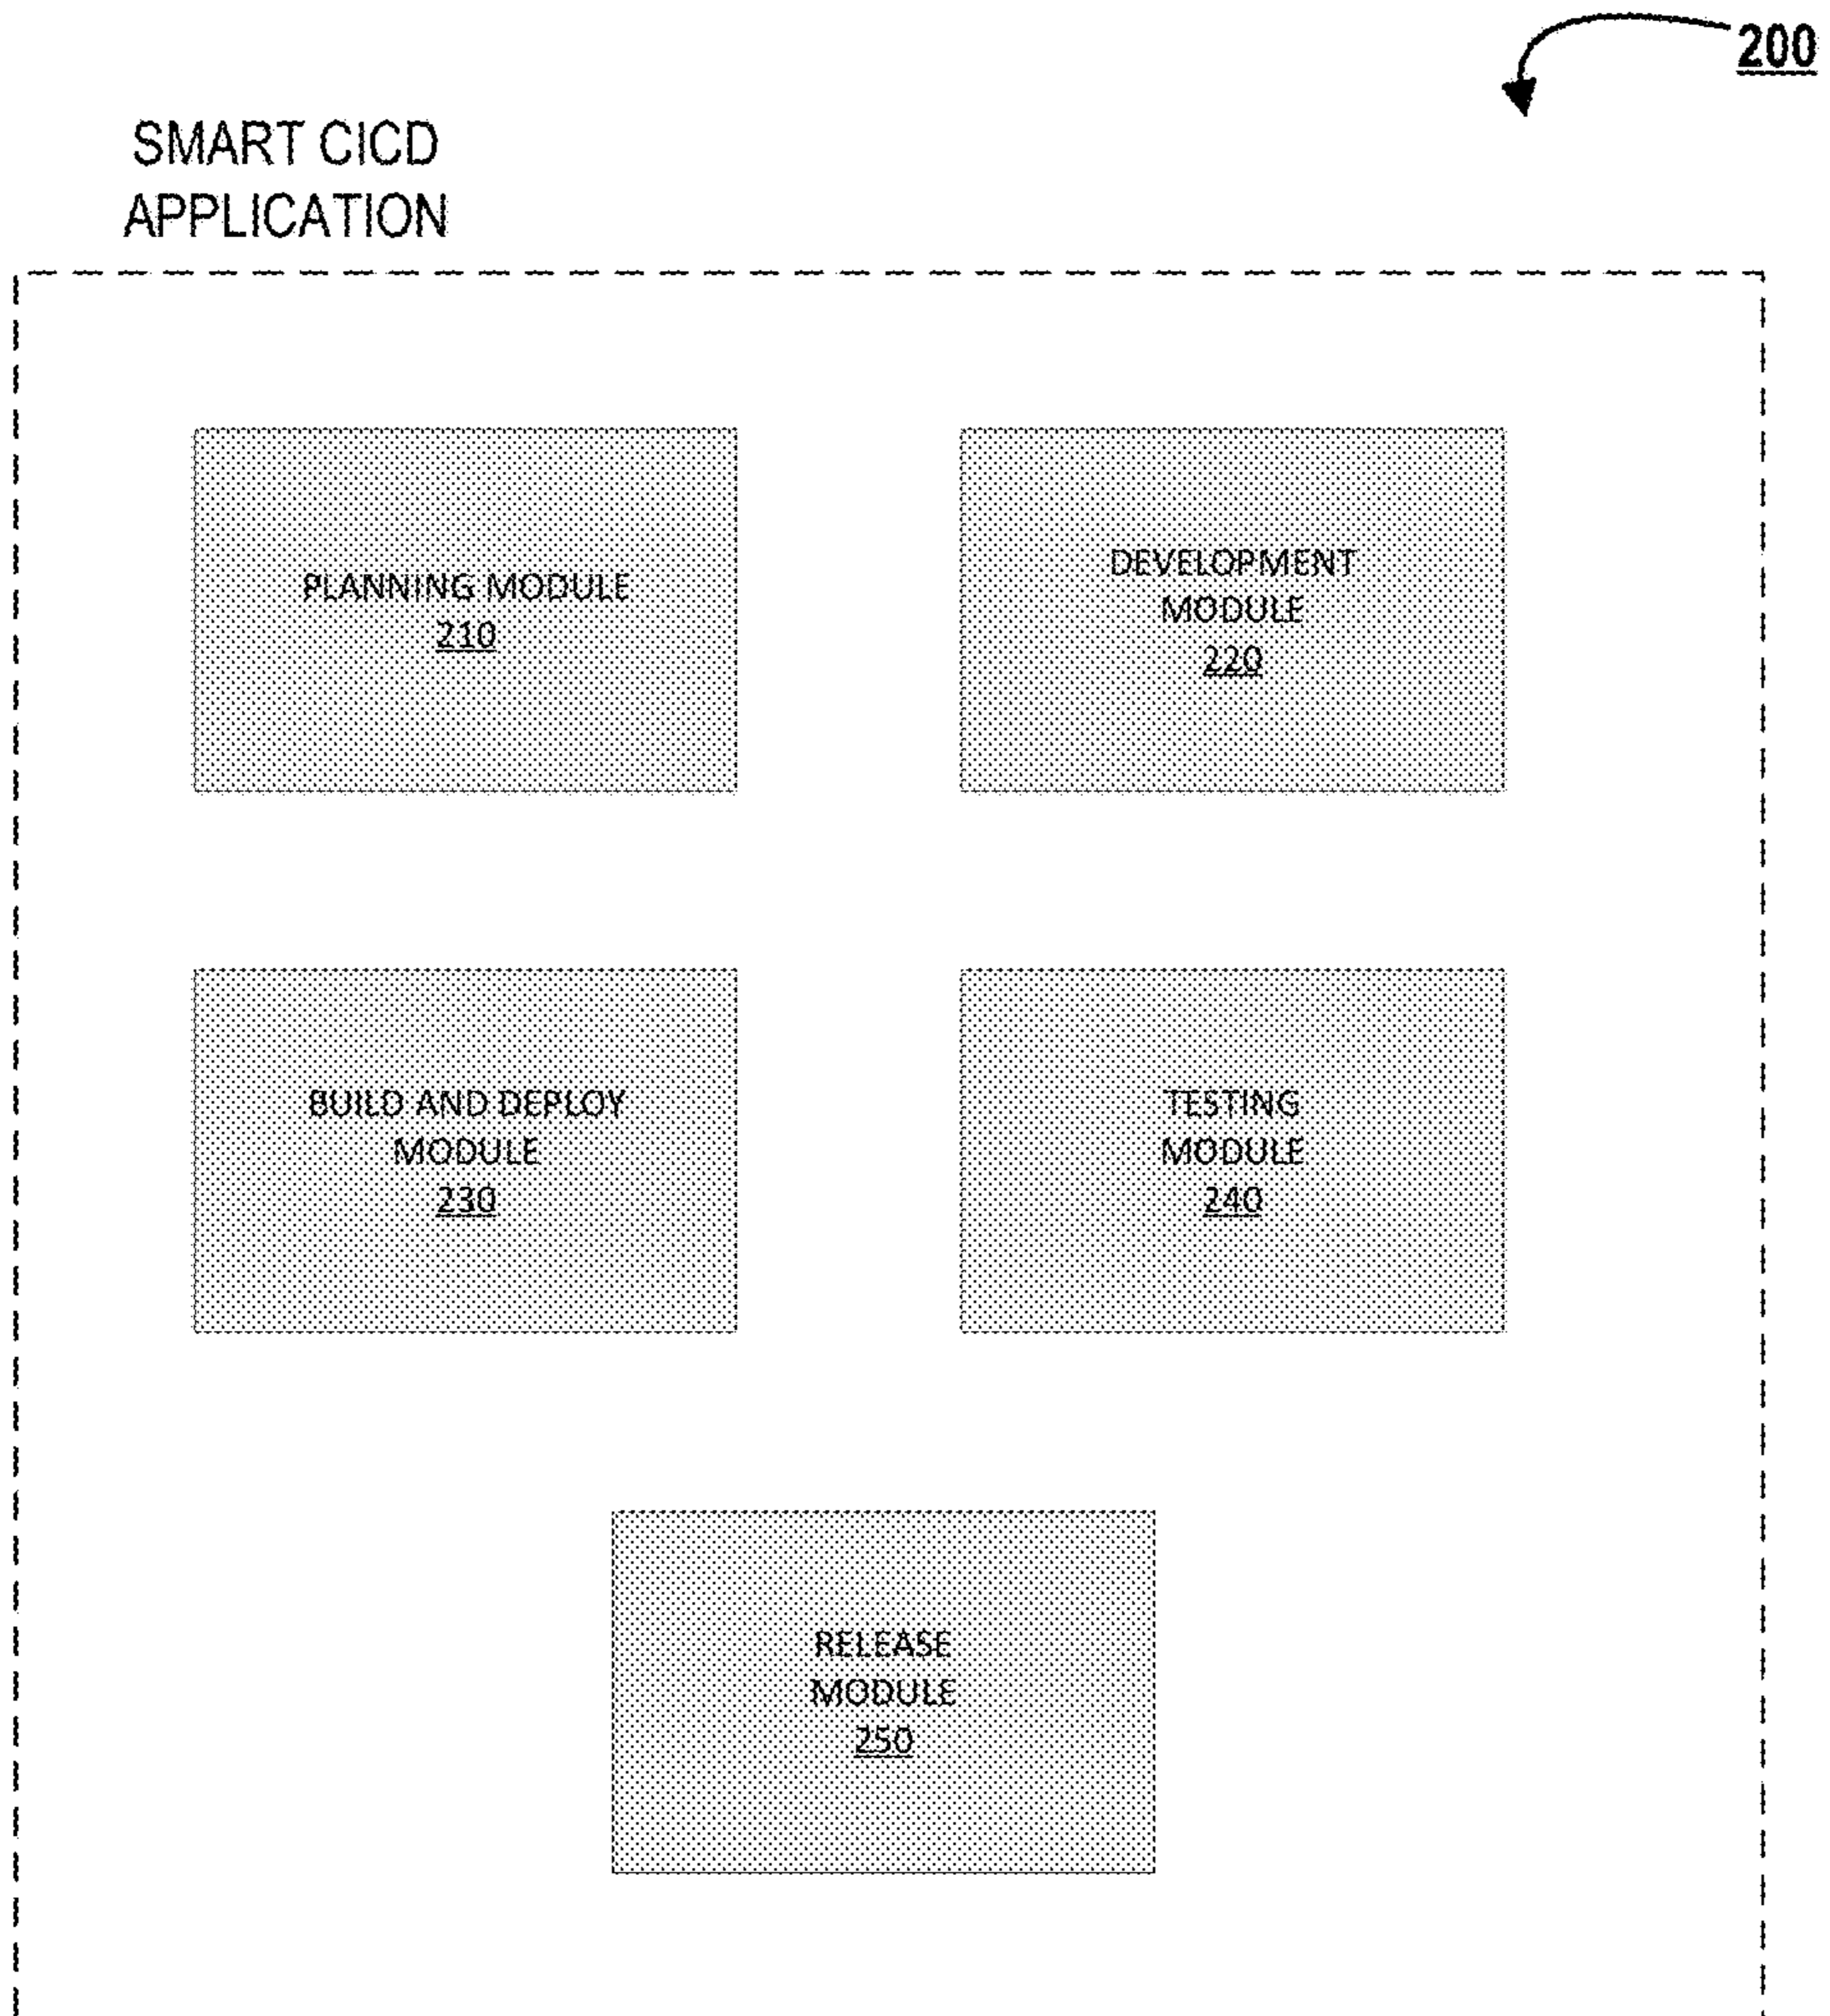 200
SMART CICD
APPLICATION
PLANNING MODULE
210
DEVELOPMENT
MODULE
220
BUILD AND DEPLOY
MODULE
230
TESTING
MODULE
240
RELEASE
MODULE
250